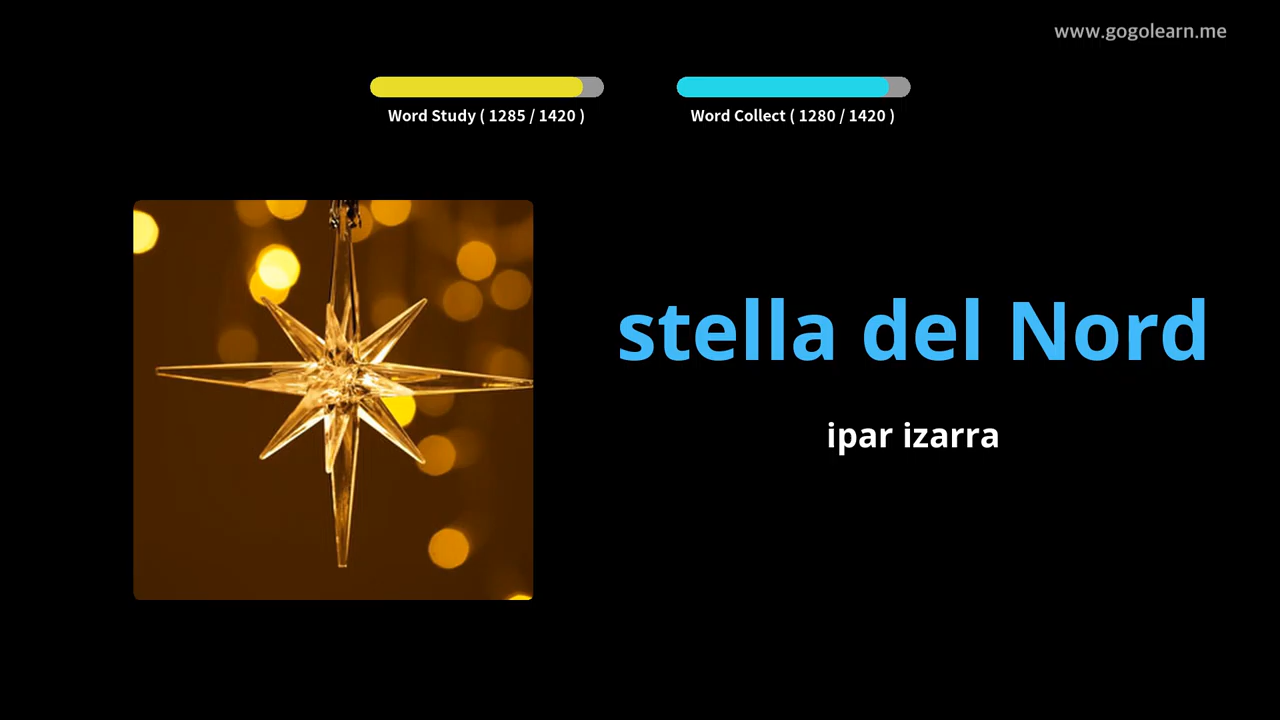 www.gogolearn.me
Word Study ( 1285 / 1420 )
Word Collect ( 1280 / 1420 )
stella del Nord
ipar izarra